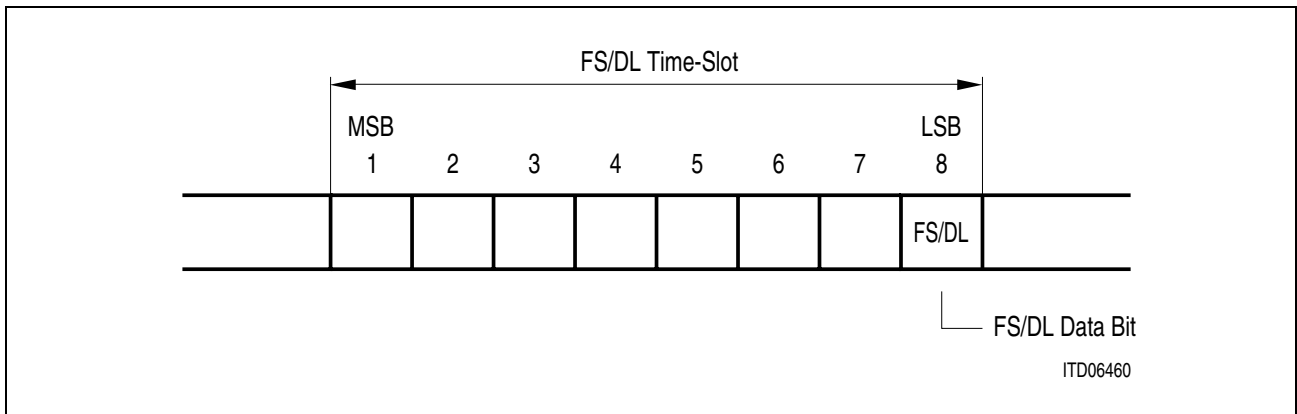 FS/DL Time-Slot
MSB LSB
1 2 3 4 5 6 7 8
FS/DL
FS/DL Data Bit
ITD06460